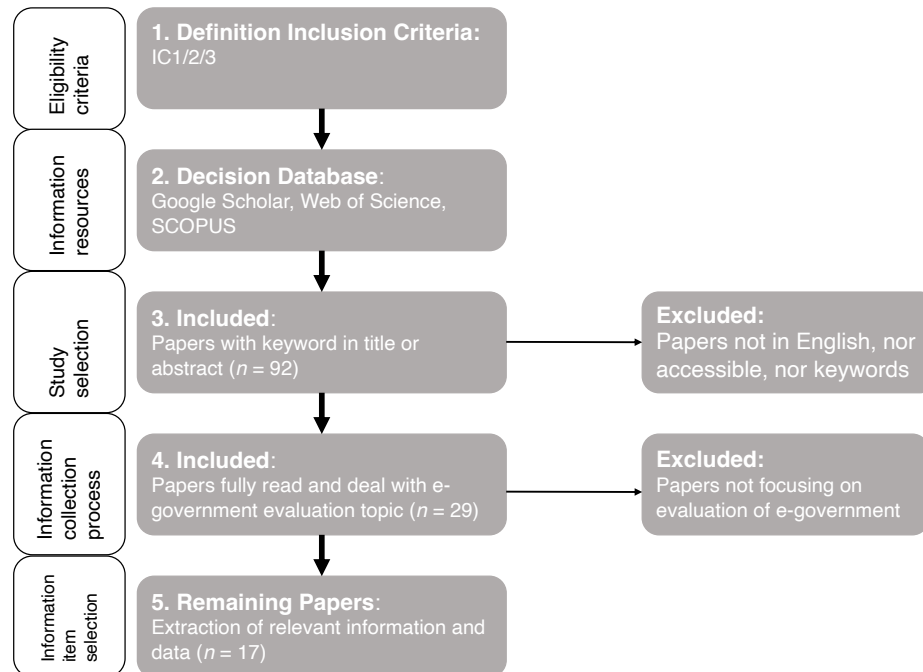 Eligibility
criteria
1. Definition Inclusion Criteria:
IC1/2/3
Information
resources
2. Decision Database:
Google Scholar, Web of Science,
SCOPUS
Study
selection
3. Included:
Papers with keyword in title or
abstract (n = 92)
Excluded:
Papers not in English, nor
accessible, nor keywords
Information
collection
process
4. Included:
Papers fully read and deal with e-
government evaluation topic (n = 29)
Excluded:
Papers not focusing on
evaluation of e-government
Information
item
selection
5. Remaining Papers:
Extraction of relevant information and
data (n = 17)